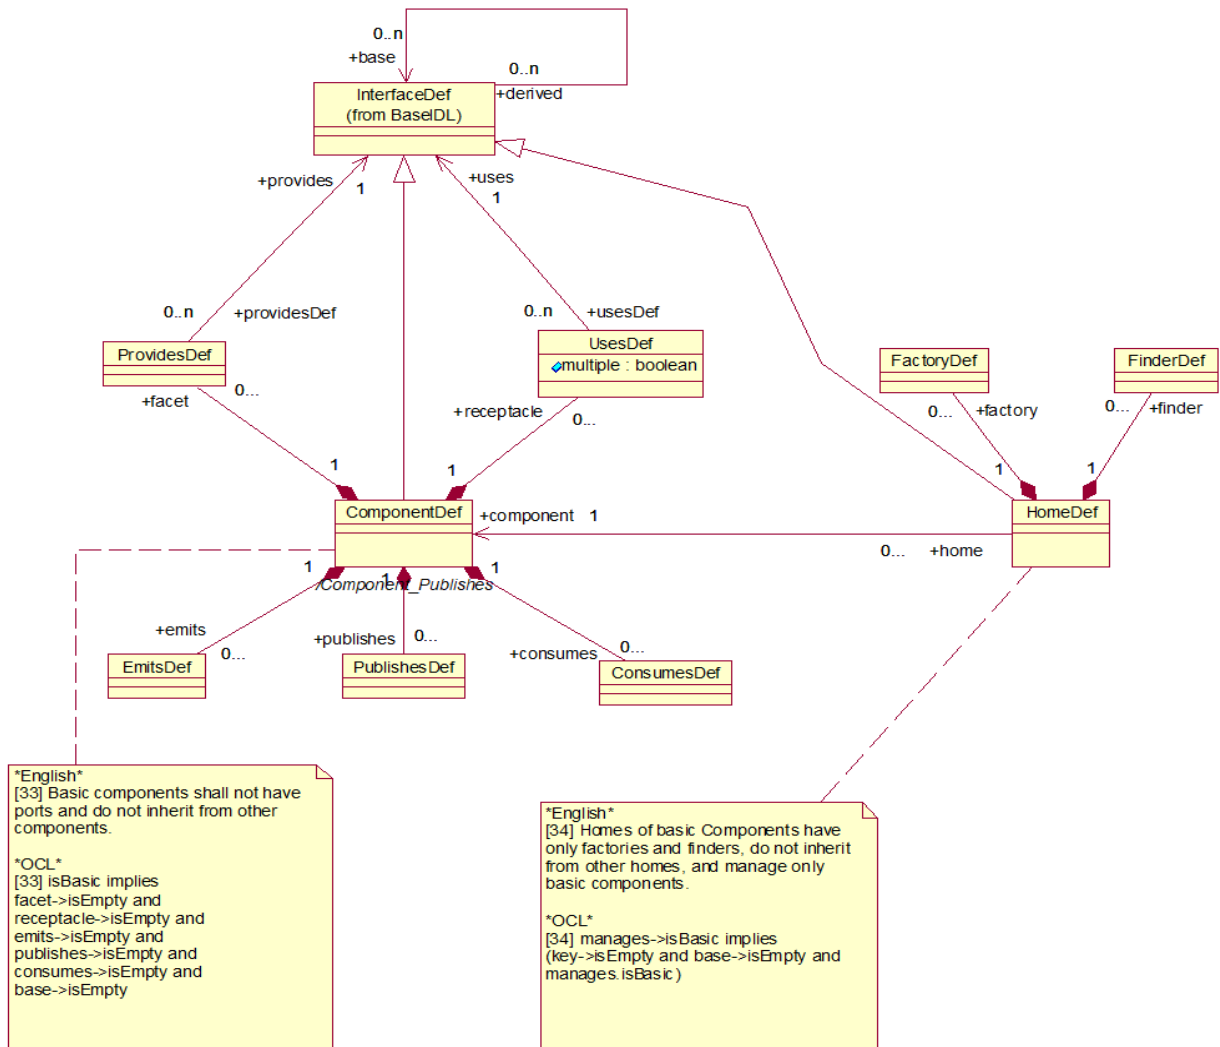 0..n
+base
0..n
+derived
InterfaceDef
(from BaseIDL)
+provides
1
+uses
1
0..n
+providesDef
0..n
+usesDef
ProvidesDef
UsesDef
multiple : boolean
FactoryDef
FinderDef
+facet
0...
+receptacle
0...
0...
+factory
0...
+finder
1
1
1
1
ComponentDef
+component
1
HomeDef
0...
+home
1
1
1
/Component_Publishes
+emits
0...
+publishes
0...
+consumes
0...
EmitsDef
PublishesDef
ConsumesDef
*English*
[33] Basic components shall not have
ports and do not inherit from other
components.
*OCL*
[33] isBasic implies
facet->isEmpty and
receptacle->isEmpty and
emits->isEmpty and
publishes->isEmpty and
consumes->isEmpty and
base->isEmpty
*English*
[34] Homes of basic Components have
only factories and finders, do not inherit
from other homes, and manage only
basic components.
*OCL*
[34] manages->isBasic implies
(key->isEmpty and base->isEmpty and
manages.isBasic)